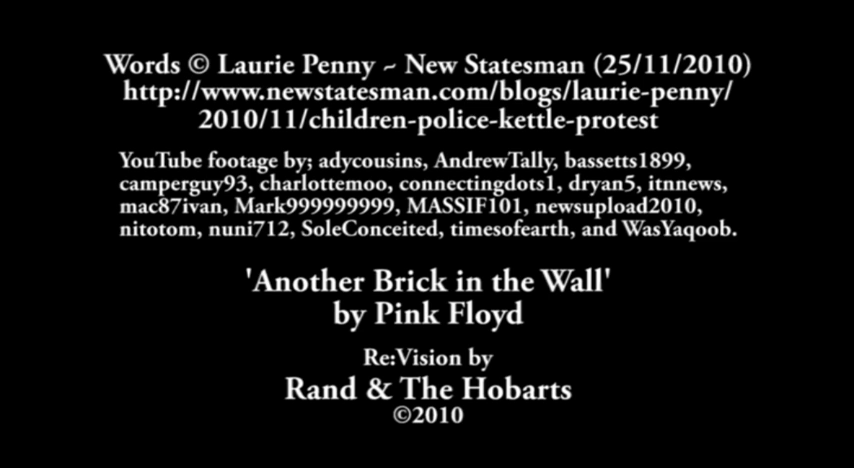 Words © Laurie Penny ~ New Statesman (25/11/2010)
http://www.newstatesman.com/blogs/laurie-penny/
2010/11/children-police-kettle-protest
YouTube footage by; adycousins, AndrewTally, bassetts1899,
camperguy93, charlottemoo, connectingdots1, dryan5, itnnews,
mac87ivan, Mark999999999, MASSIF101, newsupload2010,
nitotom, nuni712, SoleConceited, timesofearth, and WasYaqoob.
'Another Brick in the Wall'
by Pink Floyd
Re:Vision by
Rand & The Hobarts
©2010